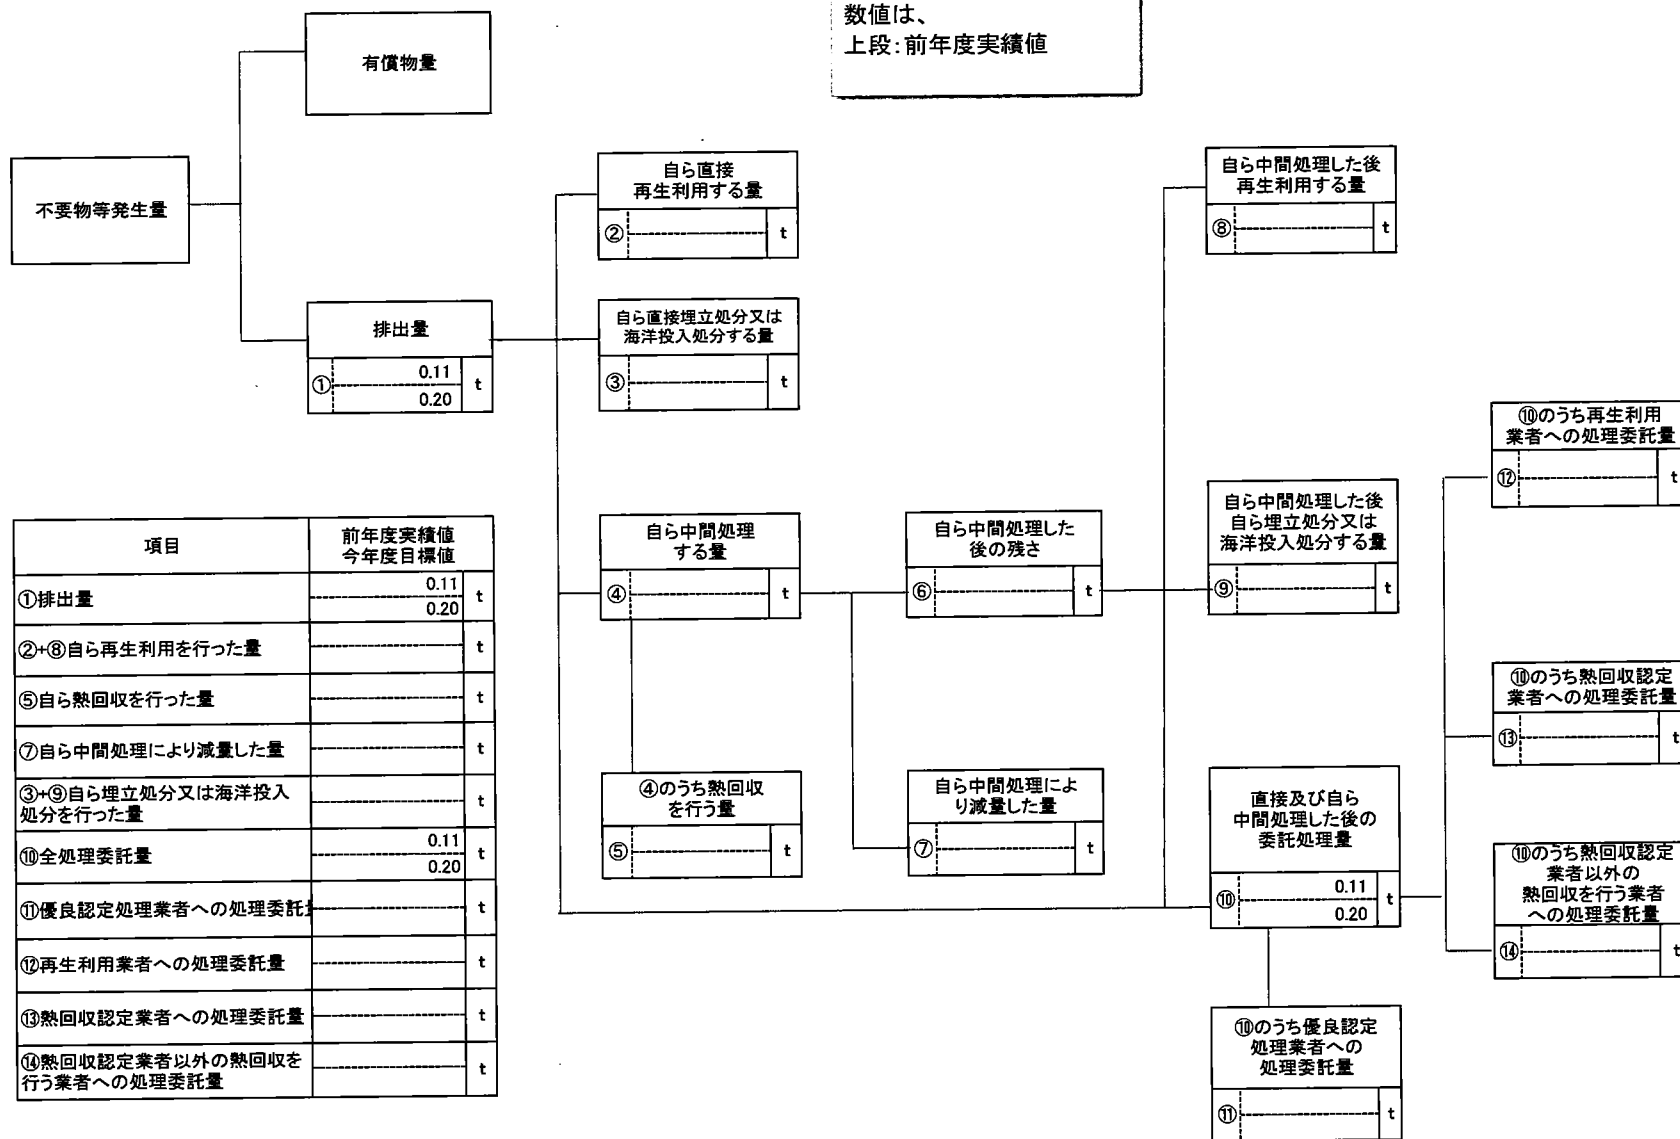 数値は、
上段：前年度実績値
有償物量
不要物等発生量
排出量
① 0.11 t
0.20
自ら直接
再生利用する量
② t
自ら直接埋立処分又は
海洋投入処分する量
③ t
自ら中間処理
する量
④ t
④のうち熱回収
を行う量
⑤ t
自ら中間処理した
後の残さ
⑥ t
自ら中間処理によ
り減量した量
⑦ t
自ら中間処理した後
再生利用する量
⑧ t
自ら中間処理した後
自ら埋立処分又は
海洋投入処分する量
⑨ t
直接及び自ら
中間処理した後の
委託処理量
⑩ 0.11 t
0.20
⑩のうち優良認定
処理業者への
処理委託量
⑪ t
⑩のうち再生利用
業者への処理委託量
⑫ t
⑩のうち熱回収認定
業者への処理委託量
⑬ t
⑩のうち熱回収認定
業者以外の
熱回収を行う業者
への処理委託量
⑭ t
項目 前年度実績値
今年度目標値
①排出量 0.11 t
0.20
②+⑧自ら再生利用を行った量 t
⑤自ら熱回収を行った量 t
⑦自ら中間処理により減量した量 t
③+⑨自ら埋立処分又は海洋投入
処分を行った量 t
⑩全処理委託量 0.11 t
0.20
⑪優良認定処理業者への処理委託 t
⑫再生利用業者への処理委託量 t
⑬熱回収認定業者への処理委託量 t
⑭熱回収認定業者以外の熱回収を
行う業者への処理委託量 t